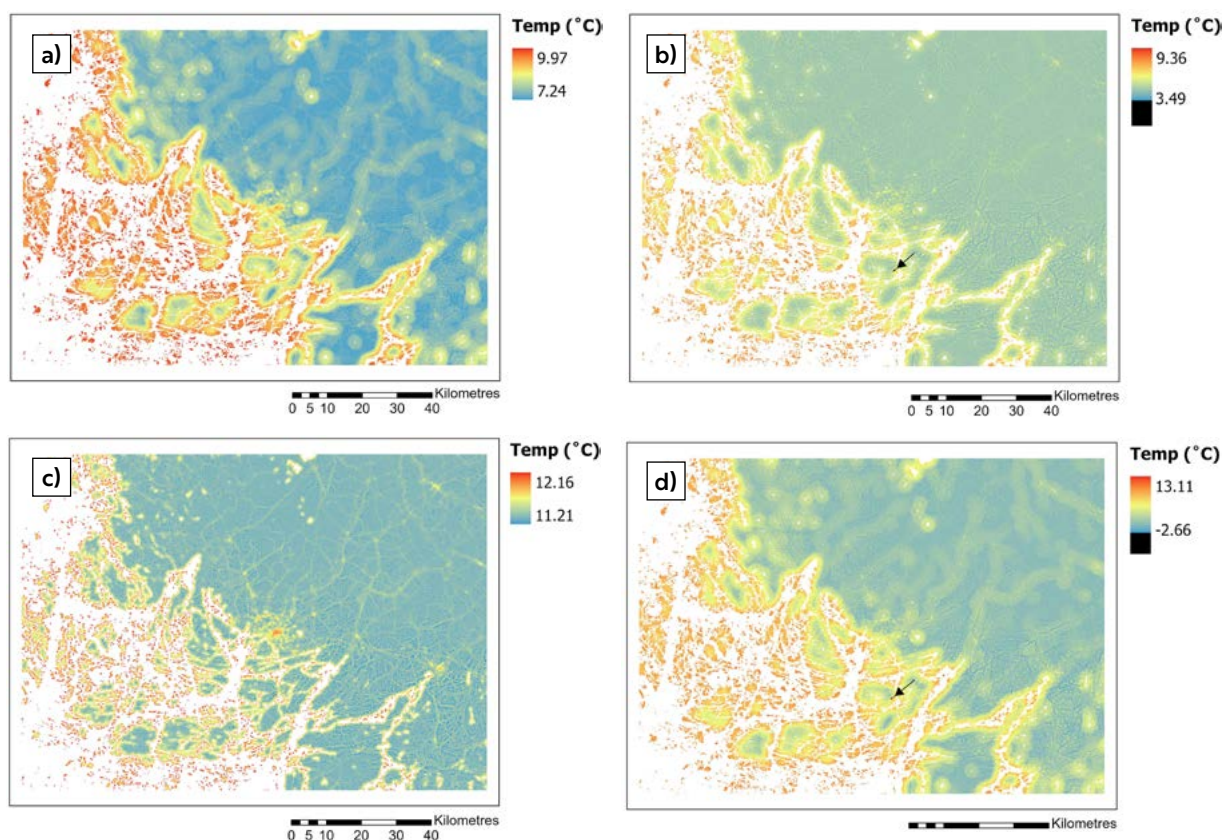 a)
Temp (˚C)
9.97
7.24
Kilometres
0 5 10 20 30 40
b)
Temp (˚C)
9.36
3.49
Kilometres
0 5 10 20 30 40
c)
Temp (˚C)
12.16
11.21
Kilometres
0 5 10 20 30 40
d)
Temp (˚C)
13.11
-2.66
Kilometres